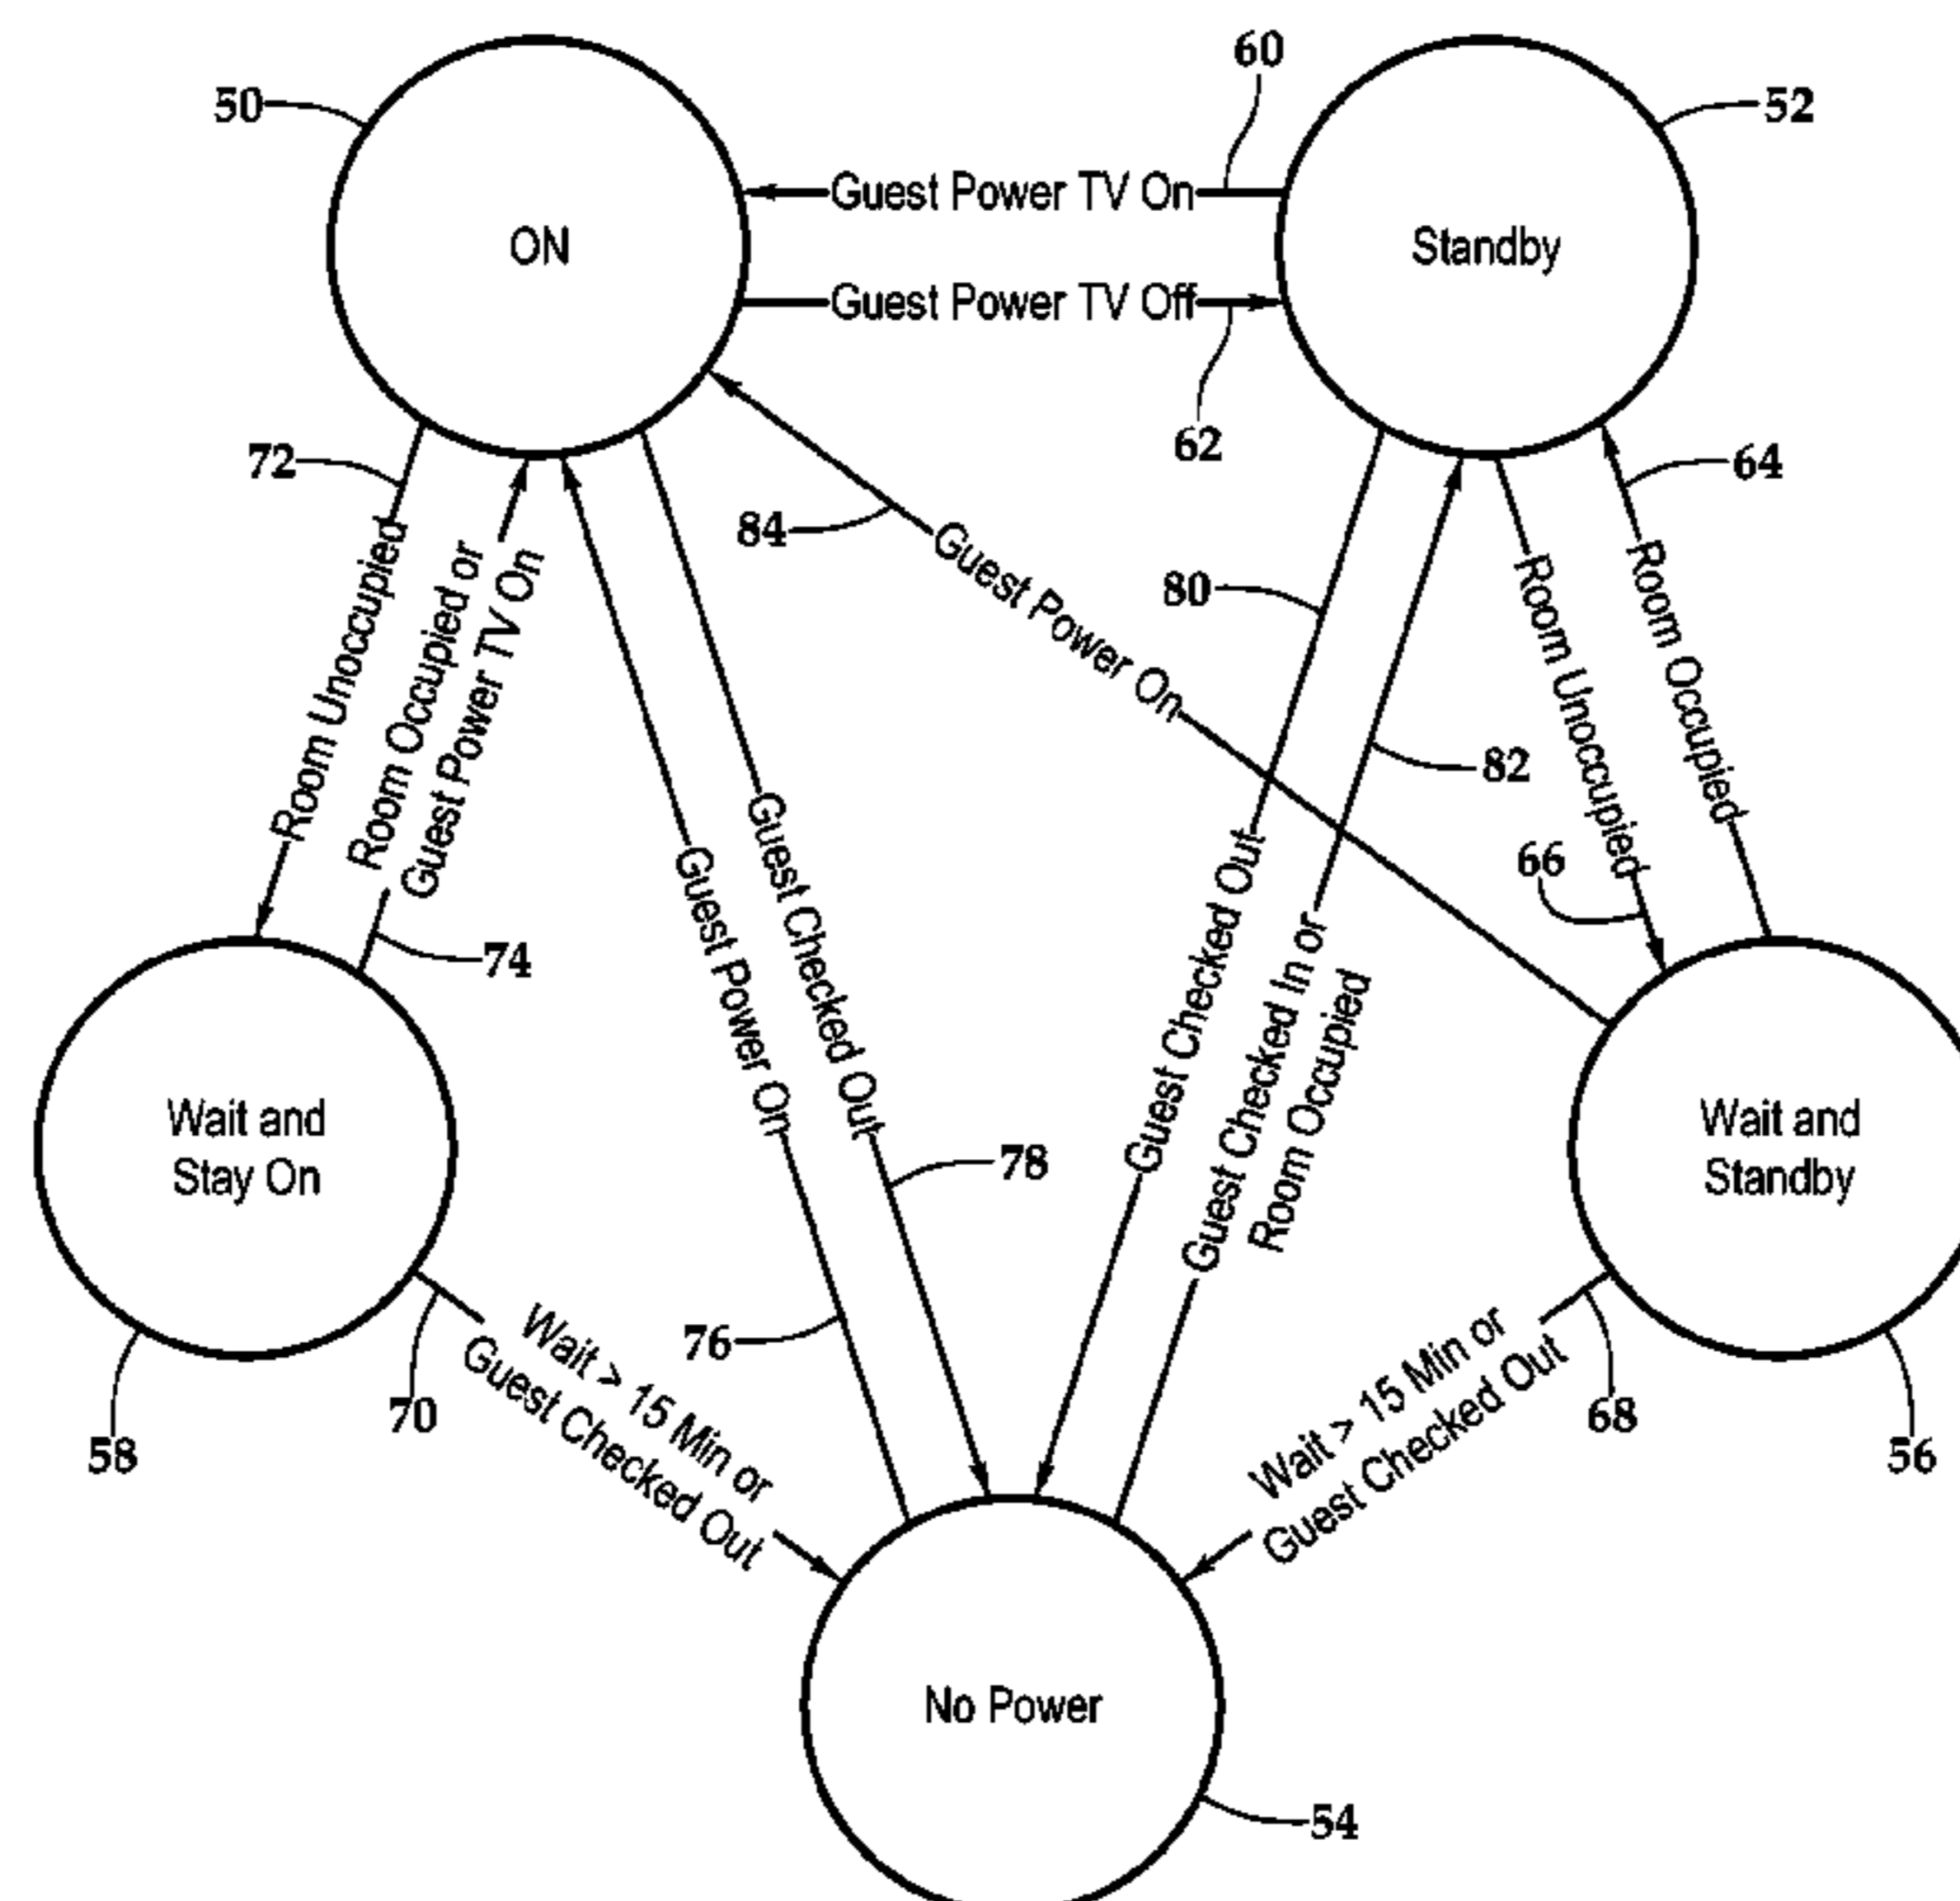 60
50
52
Guest Power TV On
ON
Standby
Guest Power TV Off
62
72
64
84
Room Unoccupied
Room Occupied or
Guest Power TV On
Guest Power On
80
Room Unoccupied
Room Occupied
82
66
74
Guest Power On
Guest Checked Out
Guest Checked Out
Guest Checked In or
Room Occupied
Wait and
Stay On
Wait and
Standby
78
76
70
58
Wait > 15 Min or
Guest Checked Out
Wait > 15 Min or
Guest Checked Out
68
56
No Power
54